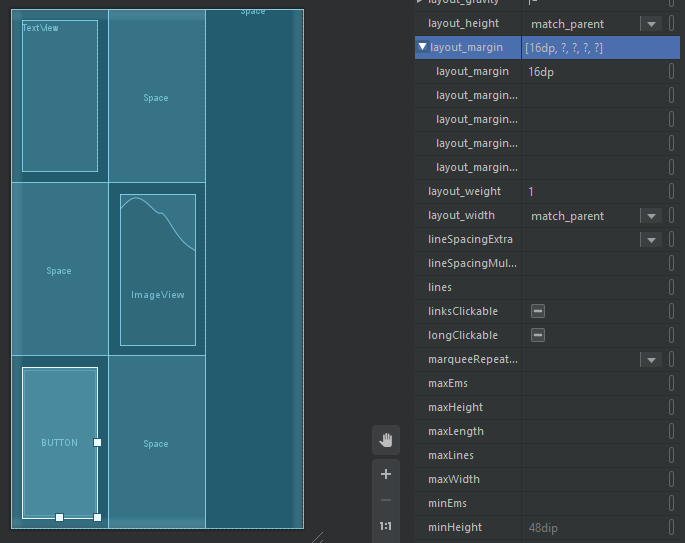 Space
TextView
Space
Space
ImageView
BUTTON
Space
1:1
layout_gravity
layout_height match_parent
layout_margin [16dp, ?, ?, ?, ?]
layout_margin 16dp
layout_margin...
layout_margin...
layout_margin...
layout_margin...
layout_weight 1
layout_width match_parent
lineSpacingExtra
lineSpacingMul...
lines
linksClickable
longClickable
marqueeRepeat...
maxEms
maxHeight
maxLength
maxLines
maxWidth
minEms
minHeight 48dip